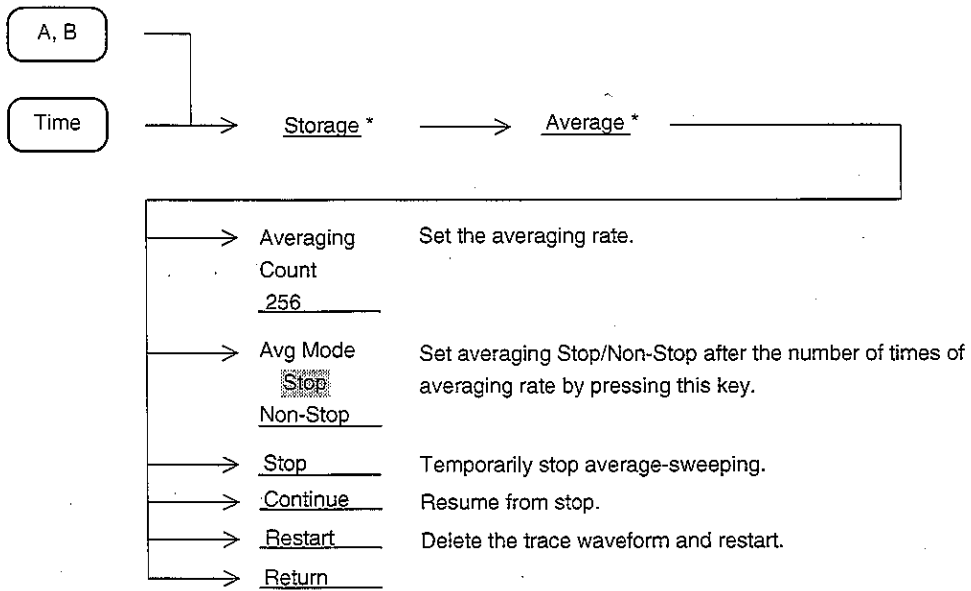 A, B
Time
Storage *
Average *
Averaging
Count
256
Set the averaging rate.
Avg Mode
Stop
Non-Stop
Set averaging Stop/Non-Stop after the number of times of
averaging rate by pressing this key.
Stop
Temporarily stop average-sweeping.
Continue
Resume from stop.
Restart
Delete the trace waveform and restart.
Return